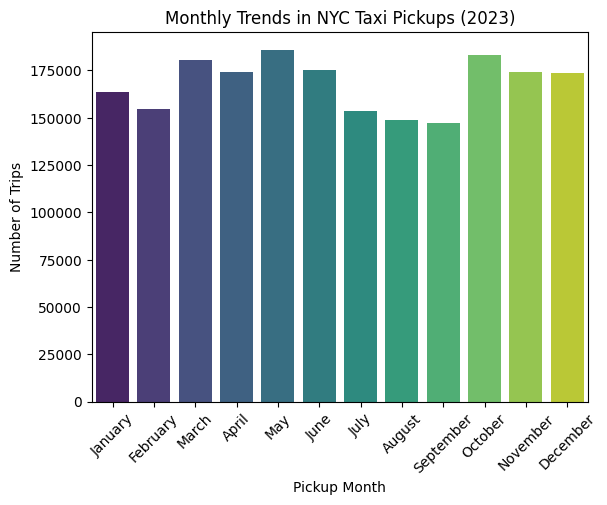 Monthly Trends in NYC Taxi Pickups (2023)
Number of Trips
175000
150000
125000
100000
75000
50000
25000
0
January
February
March
April
May
June
July
August
September
October
November
December
Pickup Month